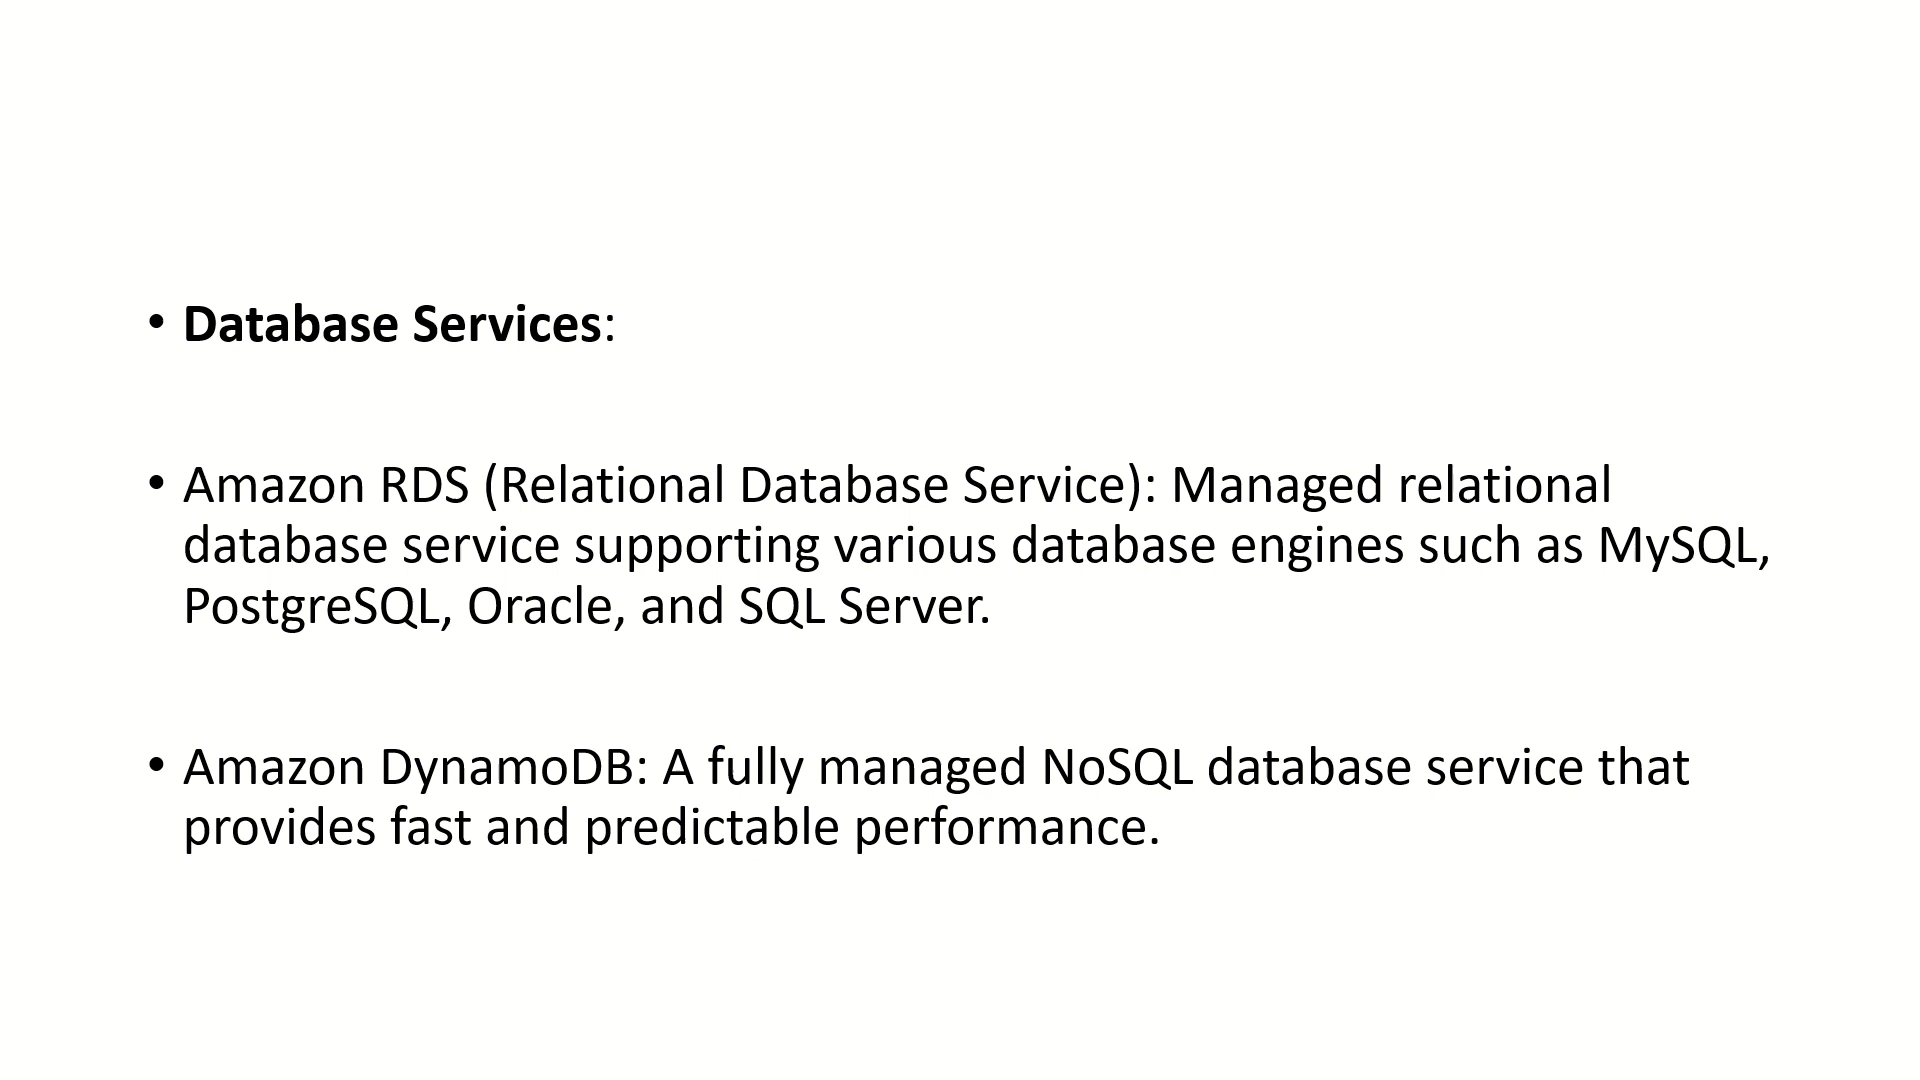 • Database Services:
• Amazon RDS (Relational Database Service): Managed relational
database service supporting various database engines such as MySQL,
PostgreSQL, Oracle, and SQL Server.
• Amazon DynamoDB: A fully managed NoSQL database service that
provides fast and predictable performance.